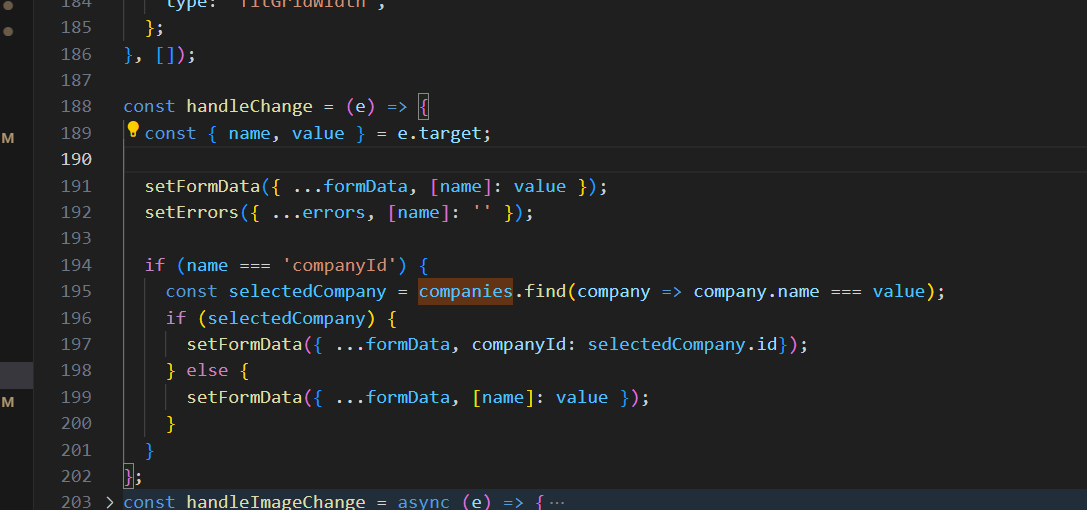 184 type: 'fitGridWidth',
185 };
186 }, []);
187
188 const handleChange = (e) => {
M 189 const { name, value } = e.target;
190
191 setFormData({ ...formData, [name]: value });
192 setErrors({ ...errors, [name]: '' });
193
194 if (name === 'companyId') {
195 const selectedCompany = companies.find(company => company.name === value);
196 if (selectedCompany) {
197 setFormData({ ...formData, companyId: selectedCompany.id});
198 } else {
M 199 setFormData({ ...formData, [name]: value });
200 }
201 }
202 };
203 > const handleImageChange = async (e) => { ⋯